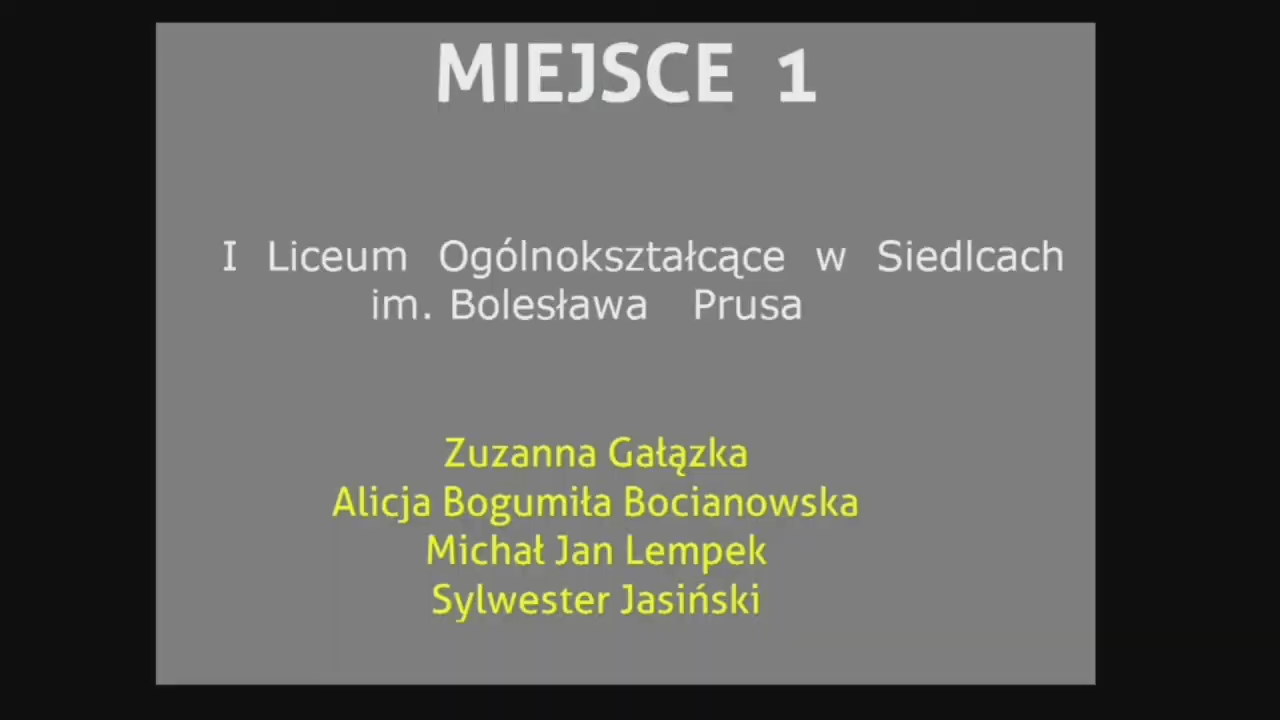 MIEJSCE 1
I Liceum Ogólnokształcące w Siedlcach
im. Bolesława Prusa
Zuzanna Gałązka
Alicja Bogumiła Bocianowska
Michał Jan Lempek
Sylwester Jasiński